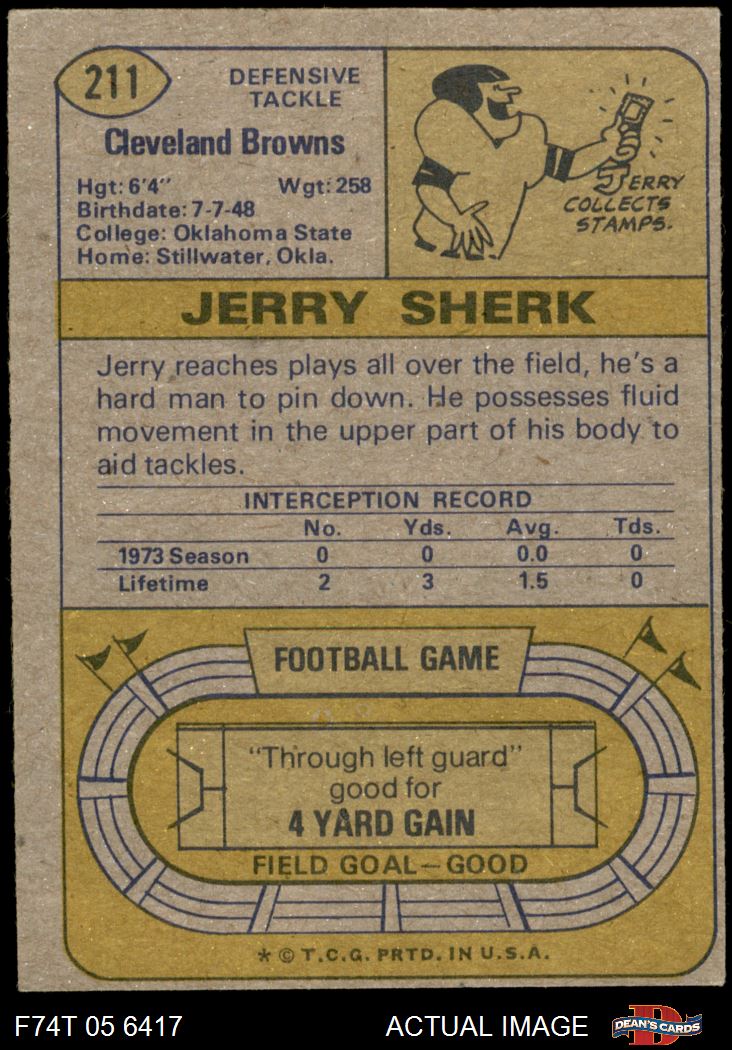 211
DEFENSIVE
TACKLE
Cleveland Browns
Hgt: 6'4" Wgt: 258
Birthdate: 7-7-48
College: Oklahoma State
Home: Stillwater, Okla.
JERRY
COLLECTS
STAMPS.
JERRY SHERK
Jerry reaches plays all over the field, he's a
hard man to pin down. He possesses fluid
movement in the upper part of his body to
aid tackles.
INTERCEPTION RECORD
No. Yds. Avg. Tds.
1973 Season 0 0 0.0 0
Lifetime 2 3 1.5 0
FOOTBALL GAME
"Through left guard"
good for
4 YARD GAIN
FIELD GOAL—GOOD
* © T.C.G. PRTD. IN U.S.A.
F74T 05 6417 ACTUAL IMAGE
D
DEAN'S CARDS